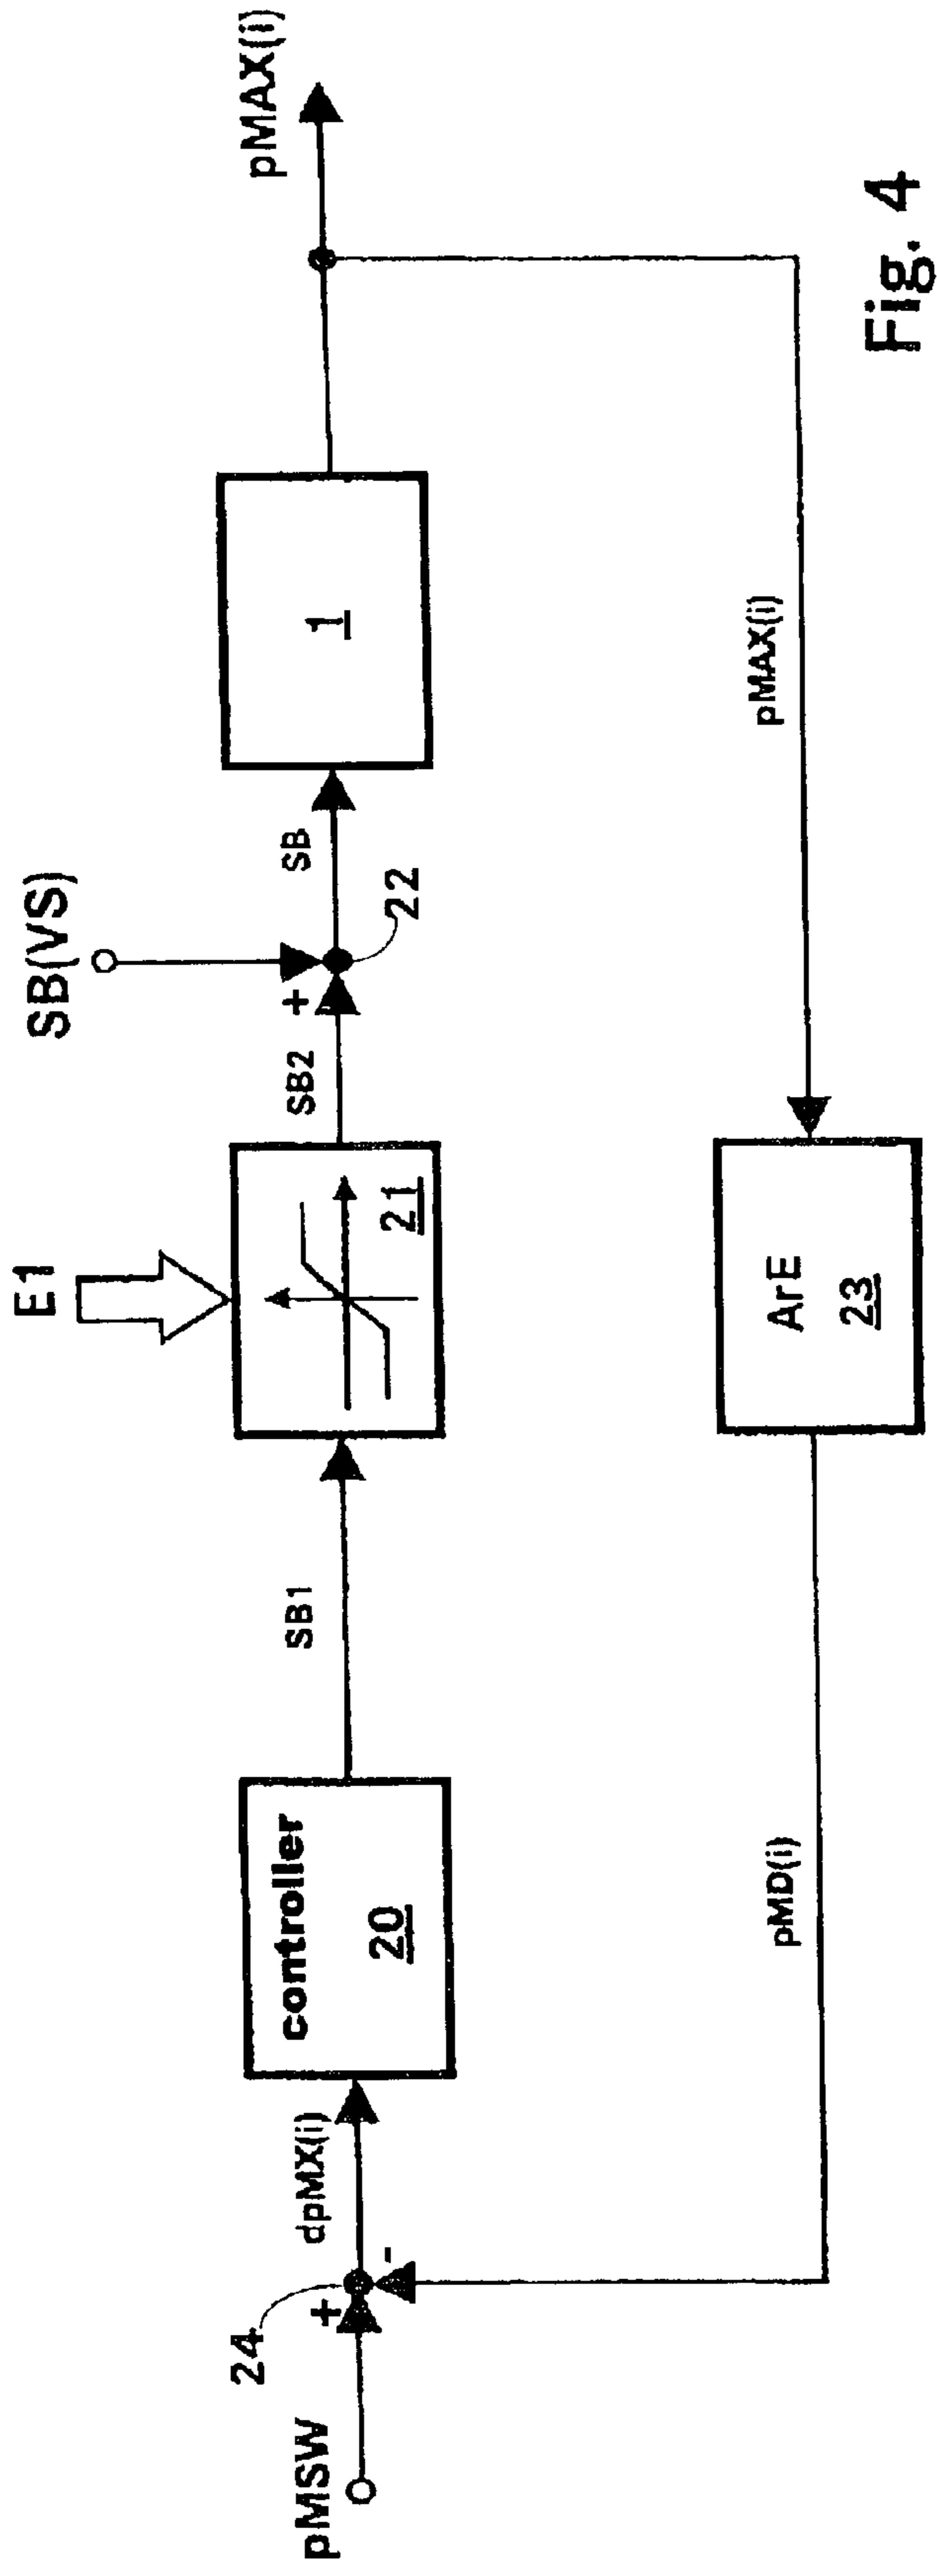 SB(VS)
E1
pMAX(i)
pMSW
24
+
-
dpMX(i)
controller
20
SB1
21
SB2
+
22
SB
1
pMD(i)
ArE
23
pMAX(i)
Fig. 4